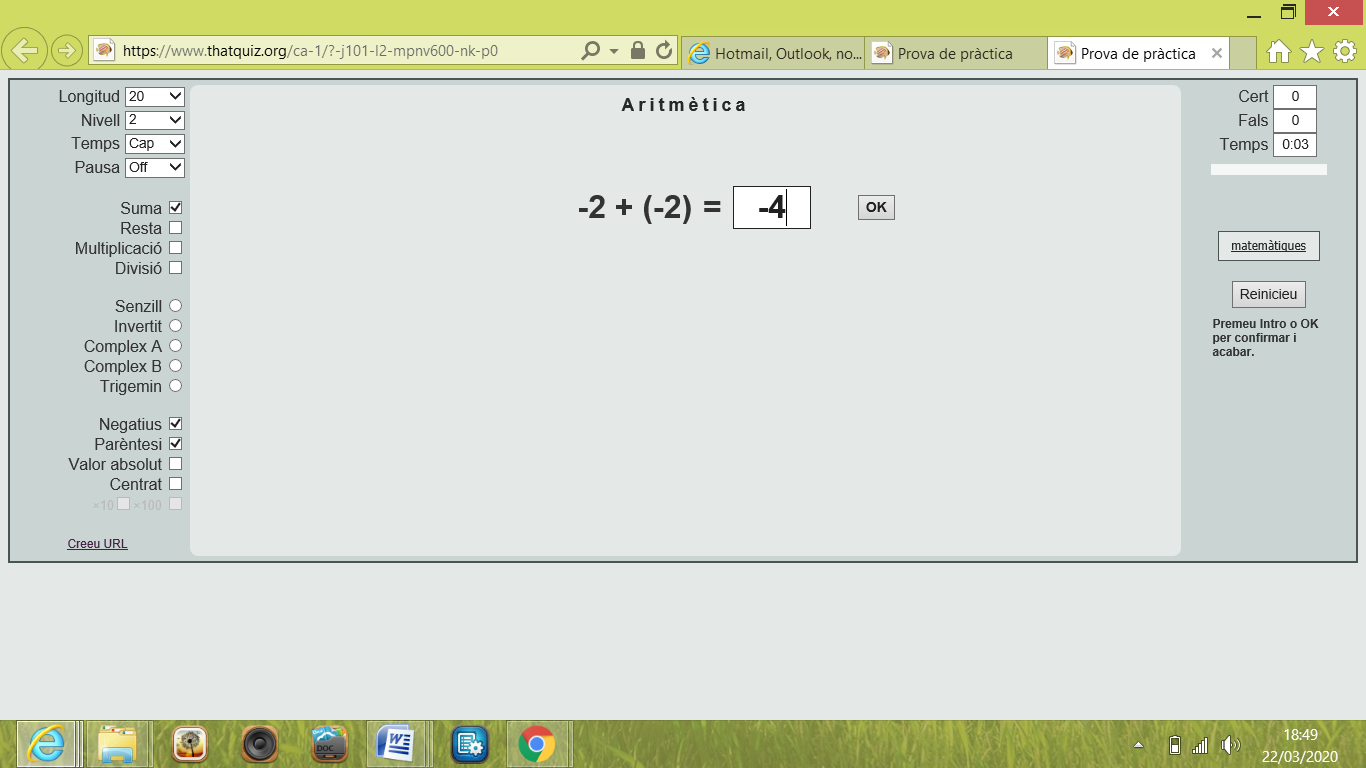 https://www.thatquiz.org/ca-1/?-j101-l2-mpnv600-nk-p0
Hotmail, Outlook, no...
Prova de pràctica
Prova de pràctica
Longitud 20
Nivell 2
Temps Cap
Pausa Off
Suma
Resta
Multiplicació
Divisió
Senzill
Invertit
Complex A
Complex B
Trigemin
Negatius
Parèntesi
Valor absolut
Centrat
×10 ×100
Creeu URL
Aritmètica
-2 + (-2) = -4 OK
Cert 0
Fals 0
Temps 0:03
matemàtiques
Reinicieu
Premeu Intro o OK
per confirmar i
acabar.
DOC
18:49
22/03/2020